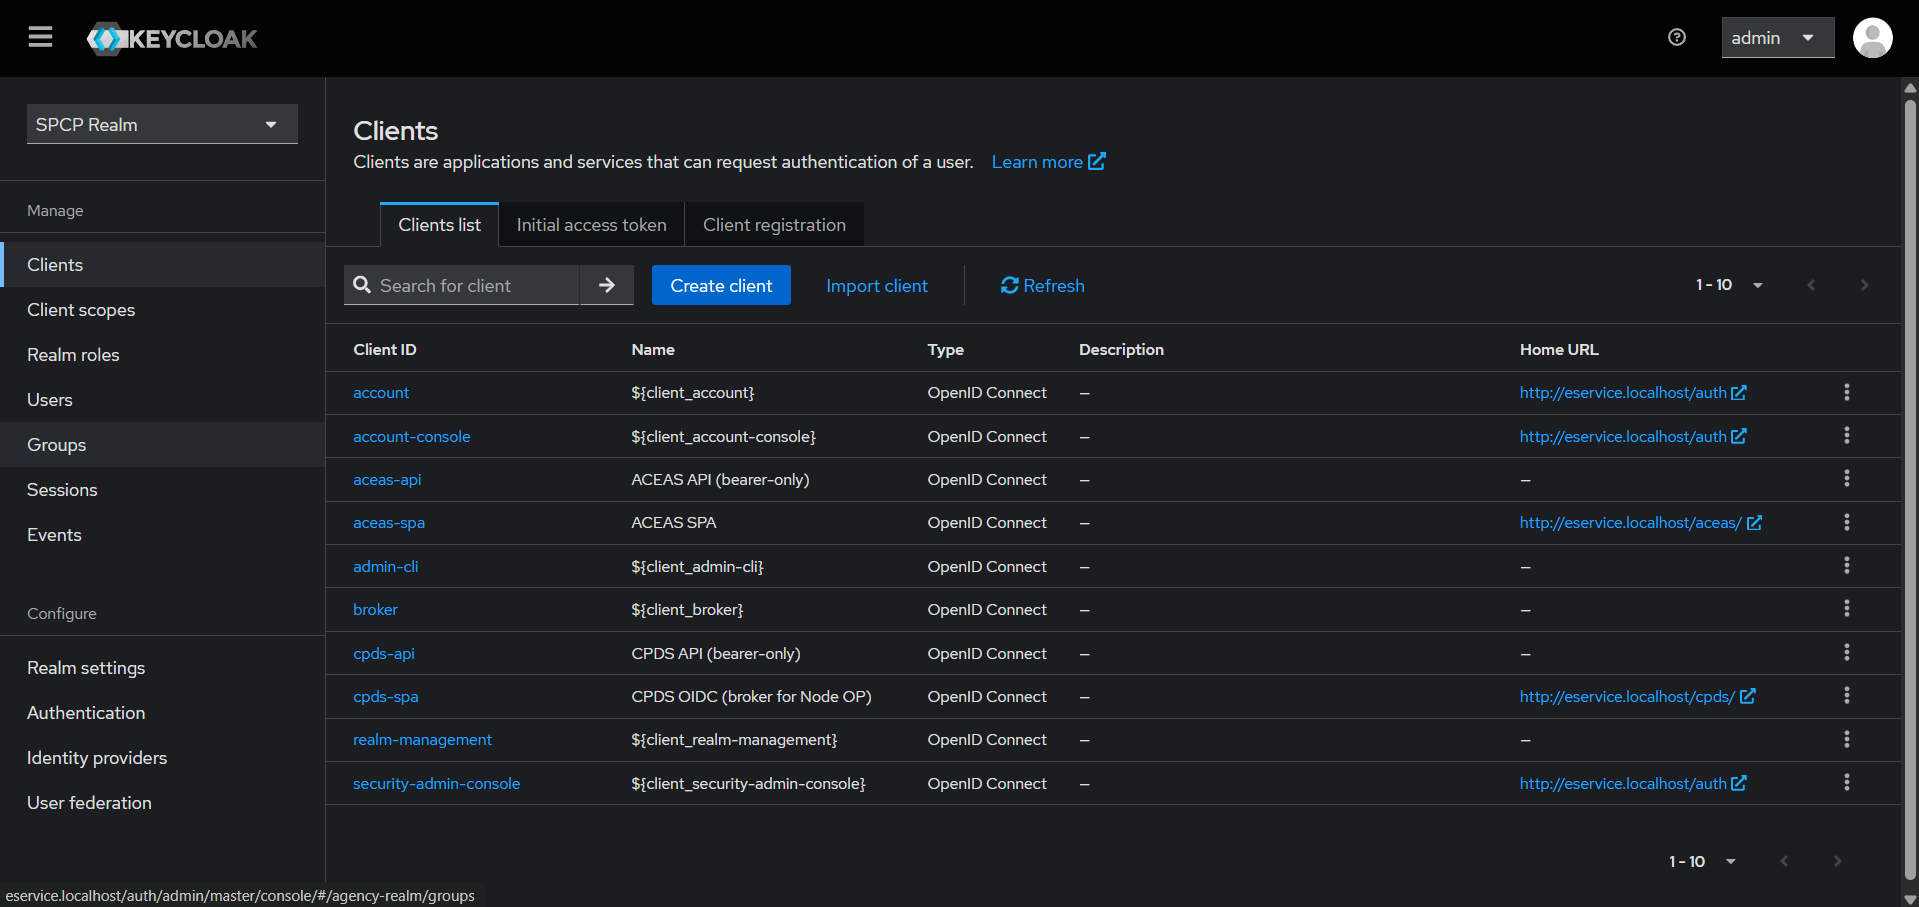 KEYCLOAK
admin
SPCP Realm
Manage
Clients
Client scopes
Realm roles
Users
Groups
Sessions
Events
Configure
Realm settings
Authentication
Identity providers
User federation
Clients
Clients are applications and services that can request authentication of a user. Learn more
Clients list Initial access token Client registration
Search for client Create client Import client Refresh 1 - 10
Client ID Name Type Description Home URL
account ${client_account} OpenID Connect – http://eservice.localhost/auth
account-console ${client_account-console} OpenID Connect – http://eservice.localhost/auth
aceas-api ACEAS API (bearer-only) OpenID Connect – –
aceas-spa ACEAS SPA OpenID Connect – http://eservice.localhost/aceas/
admin-cli ${client_admin-cli} OpenID Connect – –
broker ${client_broker} OpenID Connect – –
cpds-api CPDS API (bearer-only) OpenID Connect – –
cpds-spa CPDS OIDC (broker for Node OP) OpenID Connect – http://eservice.localhost/cpds/
realm-management ${client_realm-management} OpenID Connect – –
security-admin-console ${client_security-admin-console} OpenID Connect – http://eservice.localhost/auth
1 - 10
eservice.localhost/auth/admin/master/console/#/agency-realm/groups